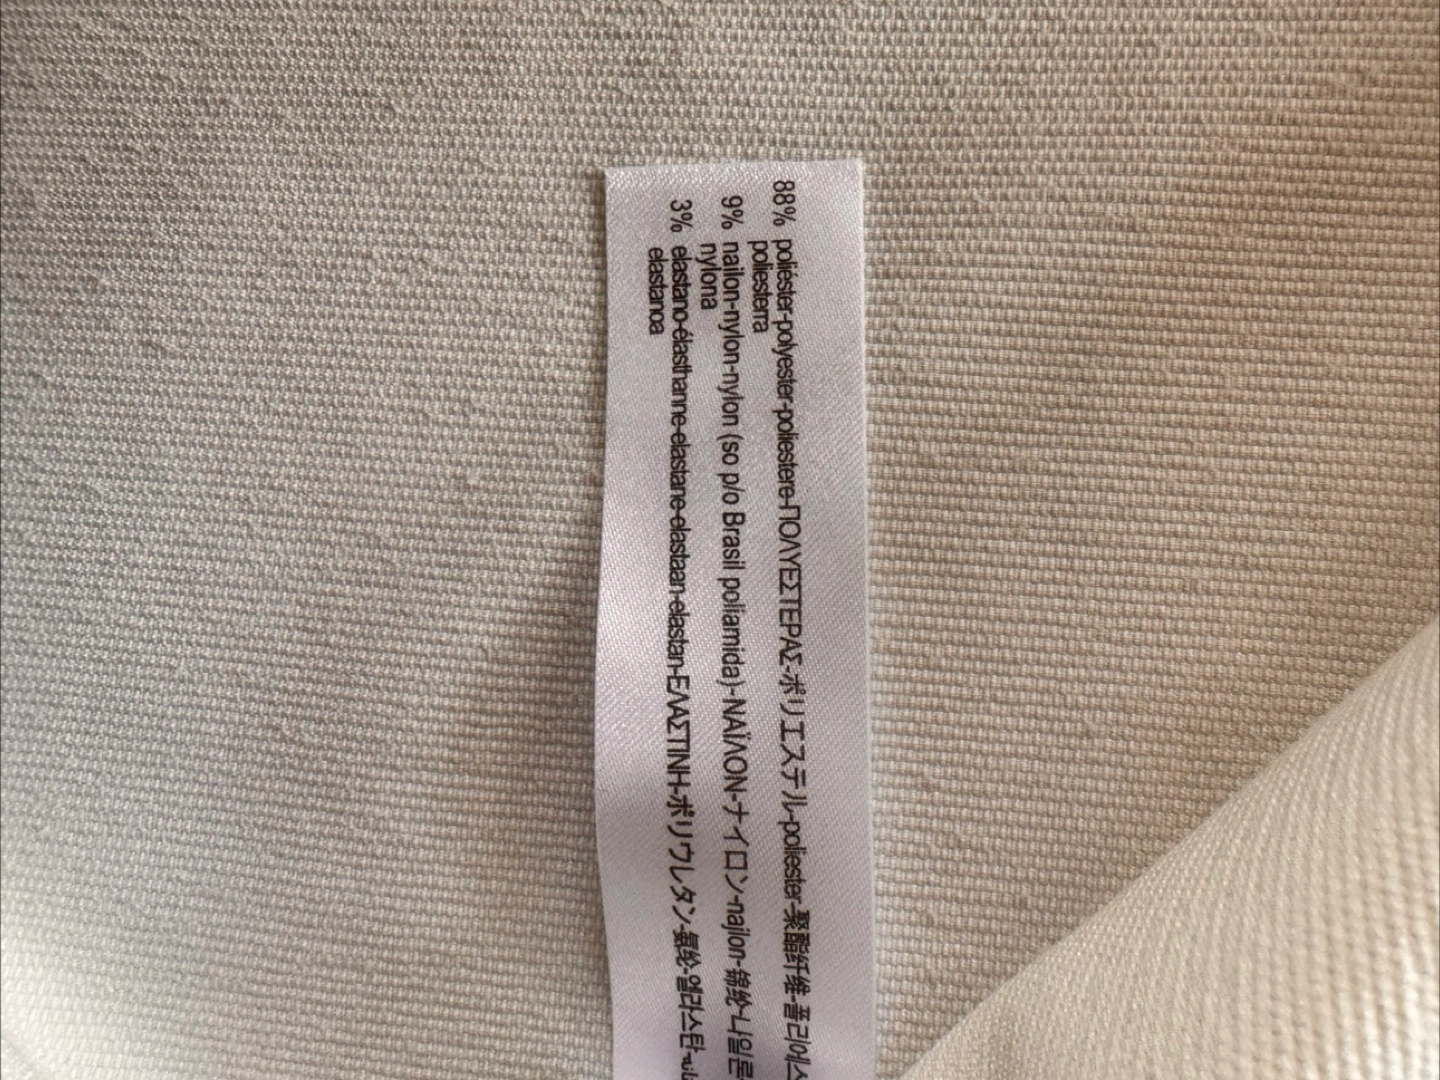 88% poliéster-polyester-poliestere-ΠΟΛΥΕΣΤΕΡΑΣ-ポリエステル-poliester-聚酯纤维-폴리에스
poliesterra
9% nailon-nylon-nylon (so p/o Brasil poliamida)-ΝΑΪΛΟΝ-ナイロン-najlon-锦纶-나일론-
nylona
3% elastano-élasthanne-elastane-elastaan-elastan-ΕΛΑΣΤΙΝΗ-ポリウレタン-氨纶-엘라스탄-
elastanoa